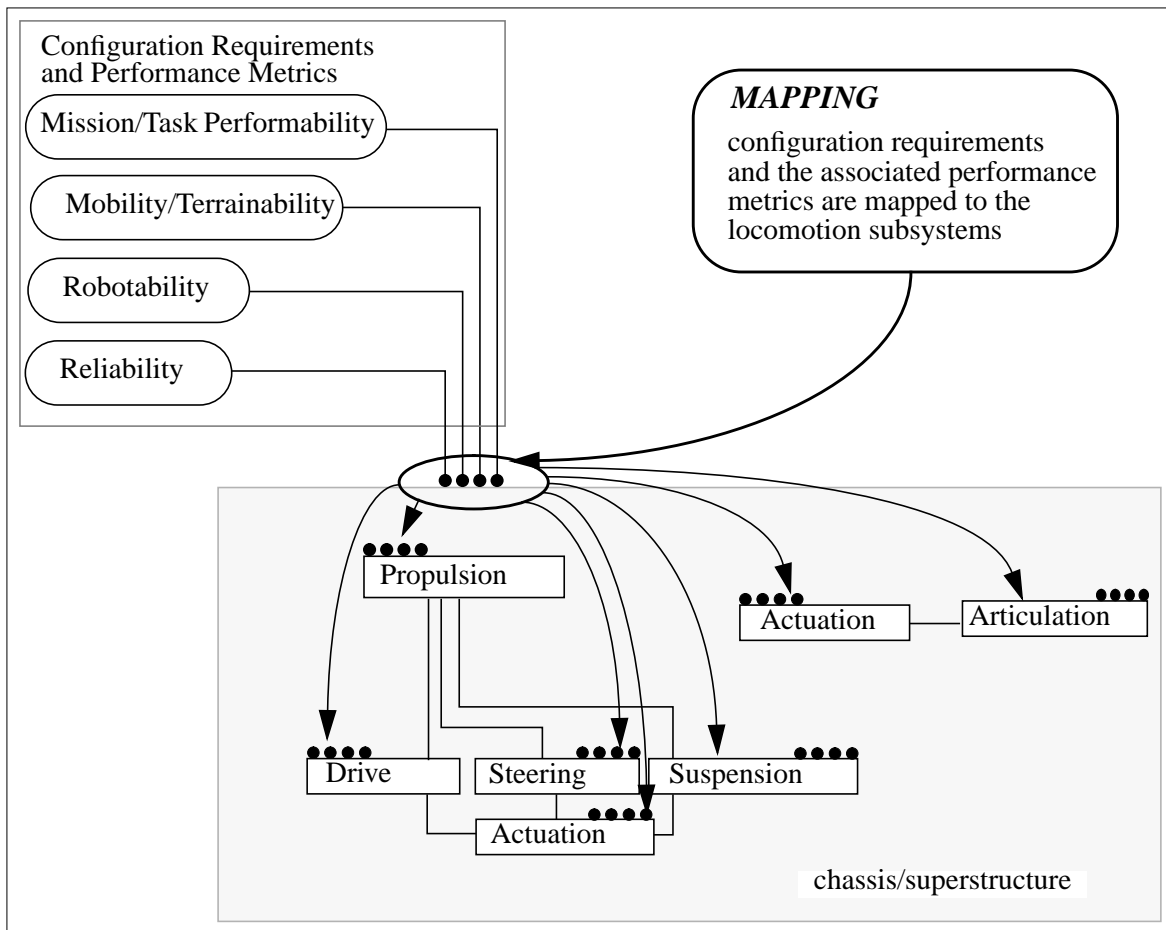 Configuration Requirements
and Performance Metrics
Mission/Task Performability
Mobility/Terrainability
Robotability
Reliability
MAPPING
configuration requirements
and the associated performance
metrics are mapped to the
locomotion subsystems
Propulsion
Actuation
Articulation
Drive
Steering
Suspension
Actuation
chassis/superstructure